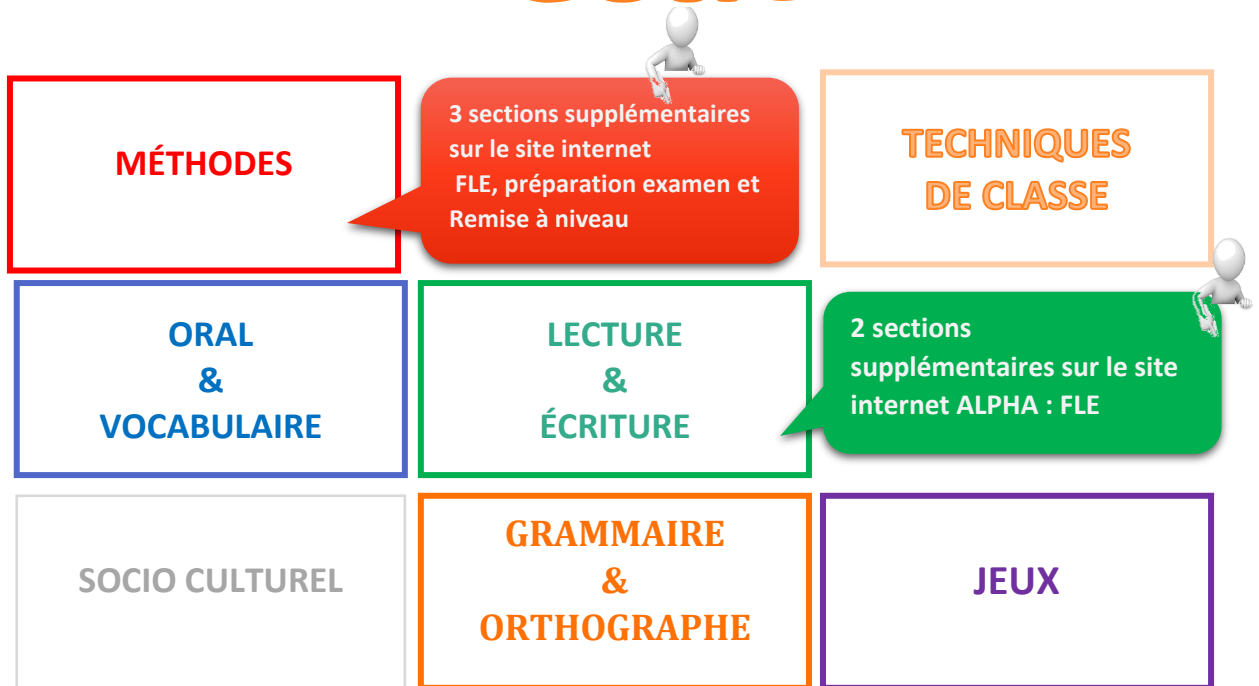 MÉTHODES
3 sections supplémentaires
sur le site internet
FLE, préparation examen et
Remise à niveau
TECHNIQUES
DE CLASSE
ORAL
&
VOCABULAIRE
LECTURE
&
ÉCRITURE
2 sections
supplémentaires sur le site
internet ALPHA : FLE
SOCIO CULTUREL
GRAMMAIRE
&
ORTHOGRAPHE
JEUX